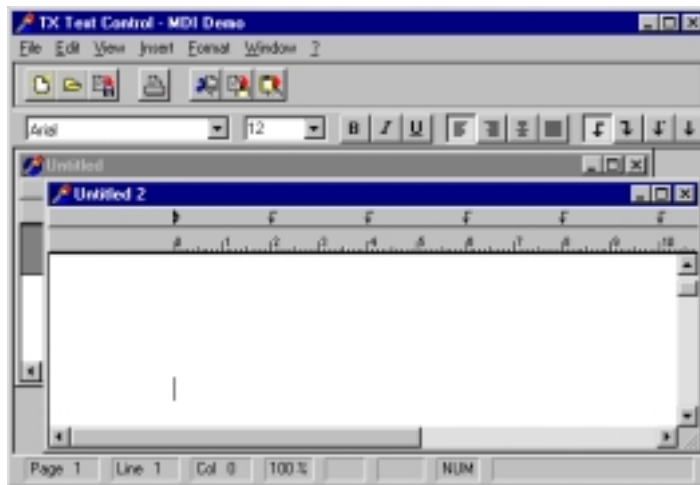 TX Text Control - MDI Demo
File Edit View Insert Format Window ?
Arial 12 B I U
Untitled
Untitled 2
0 1 2 3 4 5 6 7 8 9 10
Page 1 Line 1 Col 0 100 % NUM